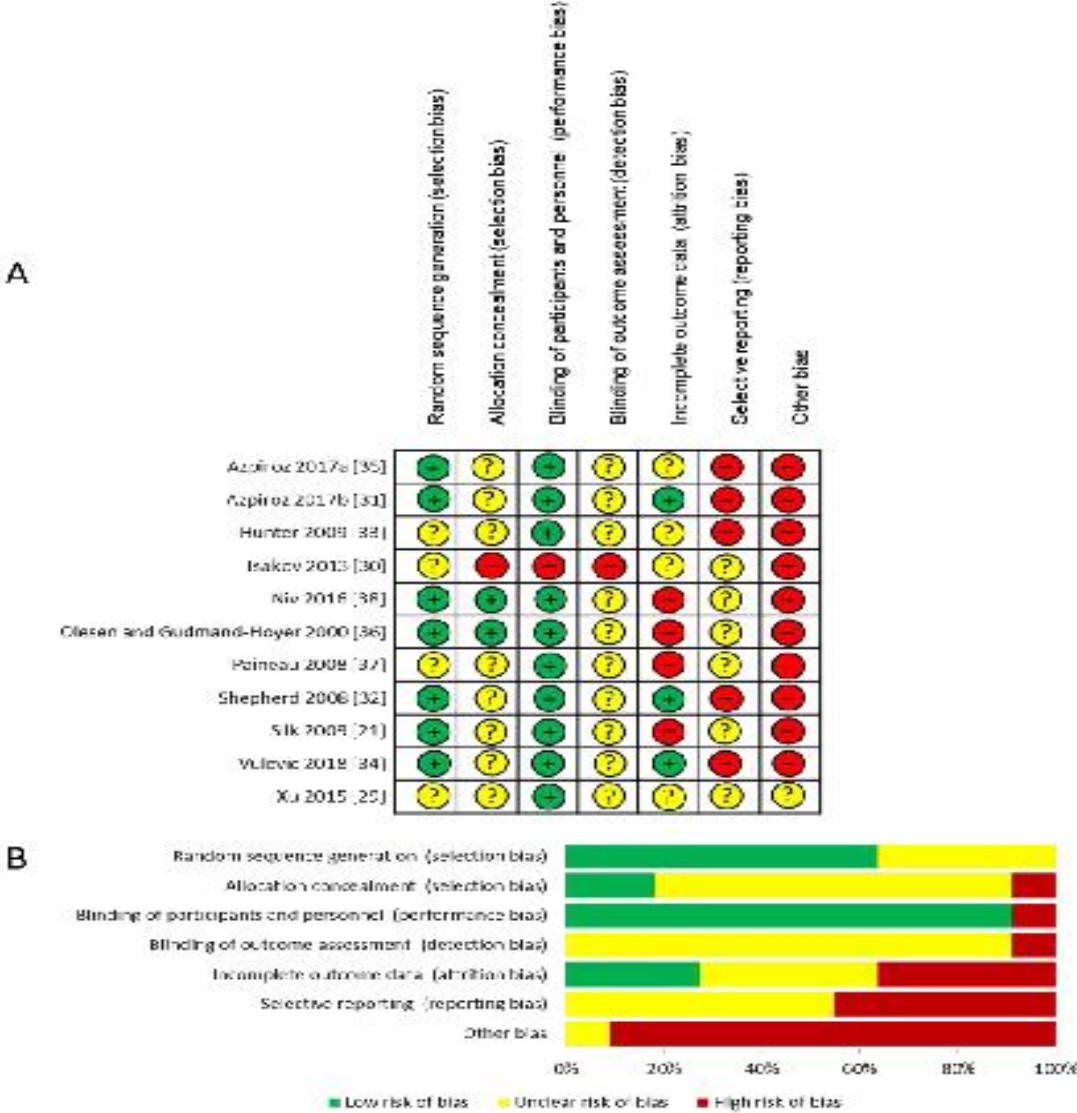 A
Random sequence generation (selection bias)
Allocation concealment (selection bias)
Blinding of participants and personnel (performance bias)
Blinding of outcome assessment (detection bias)
Incomplete outcome data (attrition bias)
Selective reporting (reporting bias)
Other bias
Azpiroz 2017a [35] + ? + ? ? − −
Azpiroz 2017b [31] + ? + ? + − −
Hunter 2009 [33] ? ? + ? ? − −
Isakov 2013 [30] ? − − − ? ? −
Niv 2016 [38] + + + ? − ? −
Olesen and Gudmand-Hoyer 2000 [36] + + + ? − ? −
Paineau 2008 [37] ? ? + ? − ? −
Shepherd 2008 [32] + ? + ? + − −
Silk 2009 [21] + ? + ? − ? −
2018 [34] + ? + ? + − −
Xu 2015 ? ? + ? ? ? ?
B
Random sequence generation (selection bias)
Allocation concealment (selection bias)
Blinding of participants and personnel (performance bias)
Blinding of outcome assessment (detection bias)
Incomplete outcome data (attrition bias)
Selective reporting (reporting bias)
Other bias
0% 20% 40% 60% 80% 100%
Low risk of bias Unclear risk of bias High risk of bias